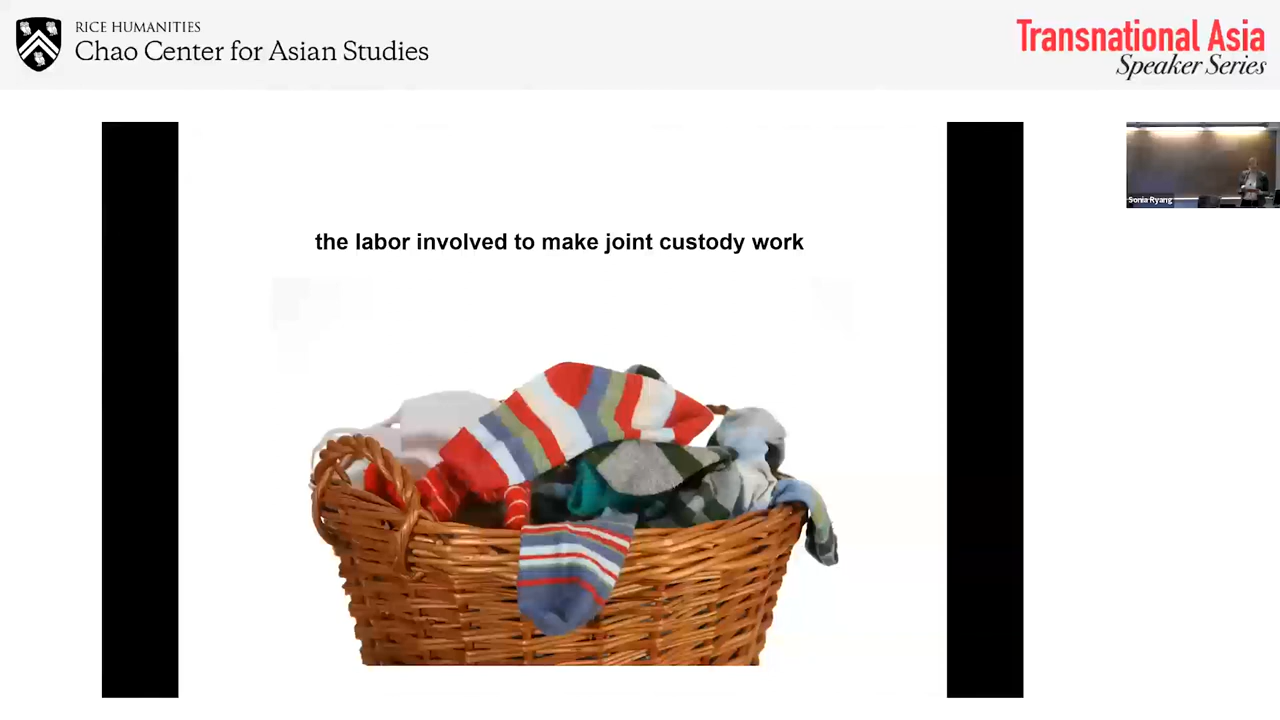 RICE HUMANITIES
Chao Center for Asian Studies
Transnational Asia
Speaker Series
Sonia Ryang
the labor involved to make joint custody work